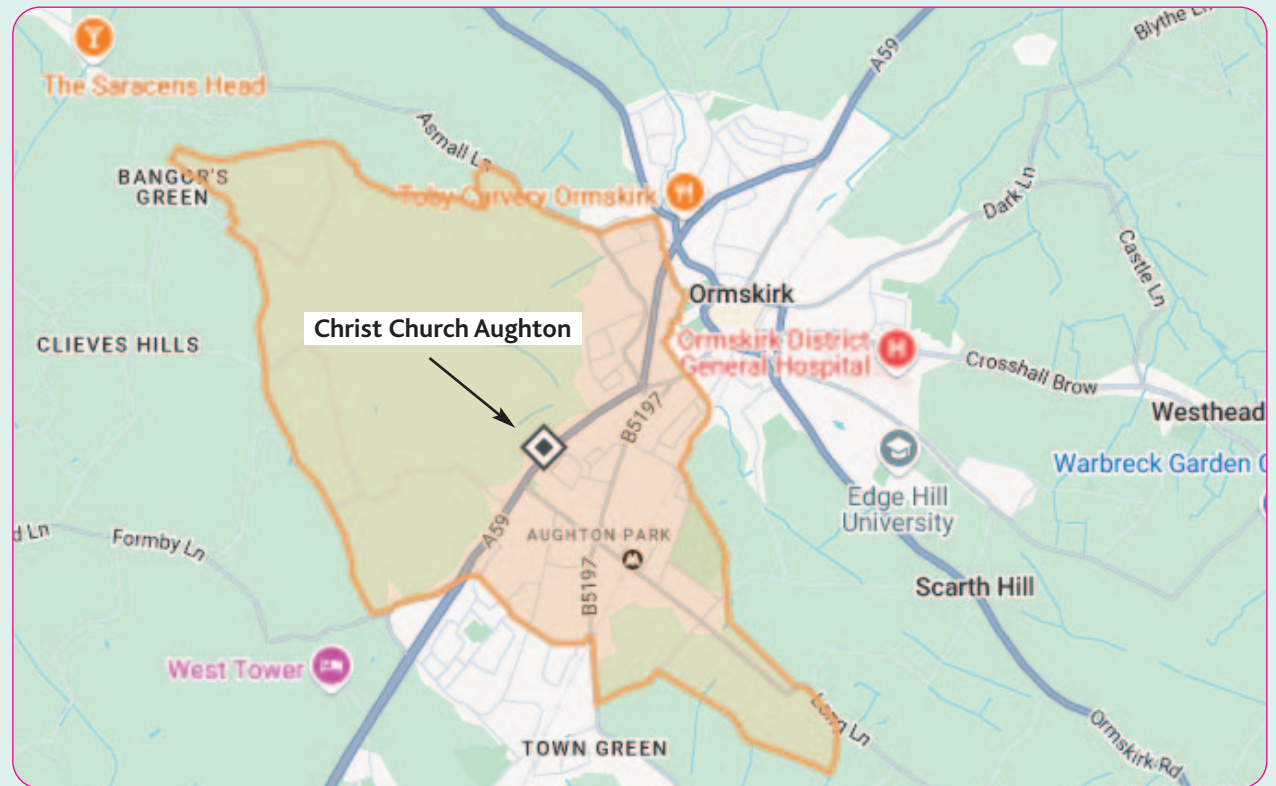 The Saracens Head
A59
Blythe Ln
Asmall Ln
BANGOR'S
GREEN
Toby Carvery Ormskirk
Dark Ln
Castle Ln
Ormskirk
Christ Church Aughton
CLIEVES HILLS
Ormskirk District
General Hospital
H
Crosshall Brow
Westhead
B5197
Warbreck Garden
Edge Hill
University
A59
AUGHTON PARK
d Ln
Formby Ln
B5197
Scarth Hill
West Tower
Long Ln
TOWN GREEN
Ormskirk Rd